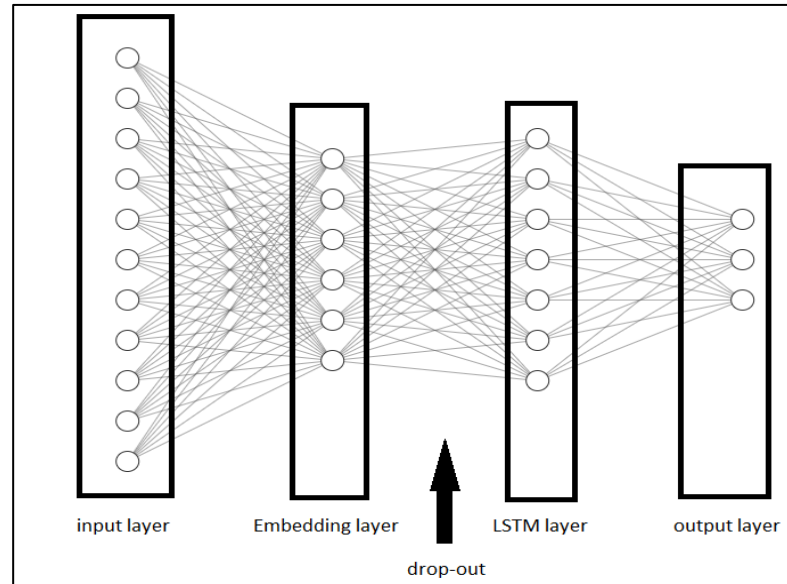 input layer
Embedding layer
LSTM layer
output layer
drop-out